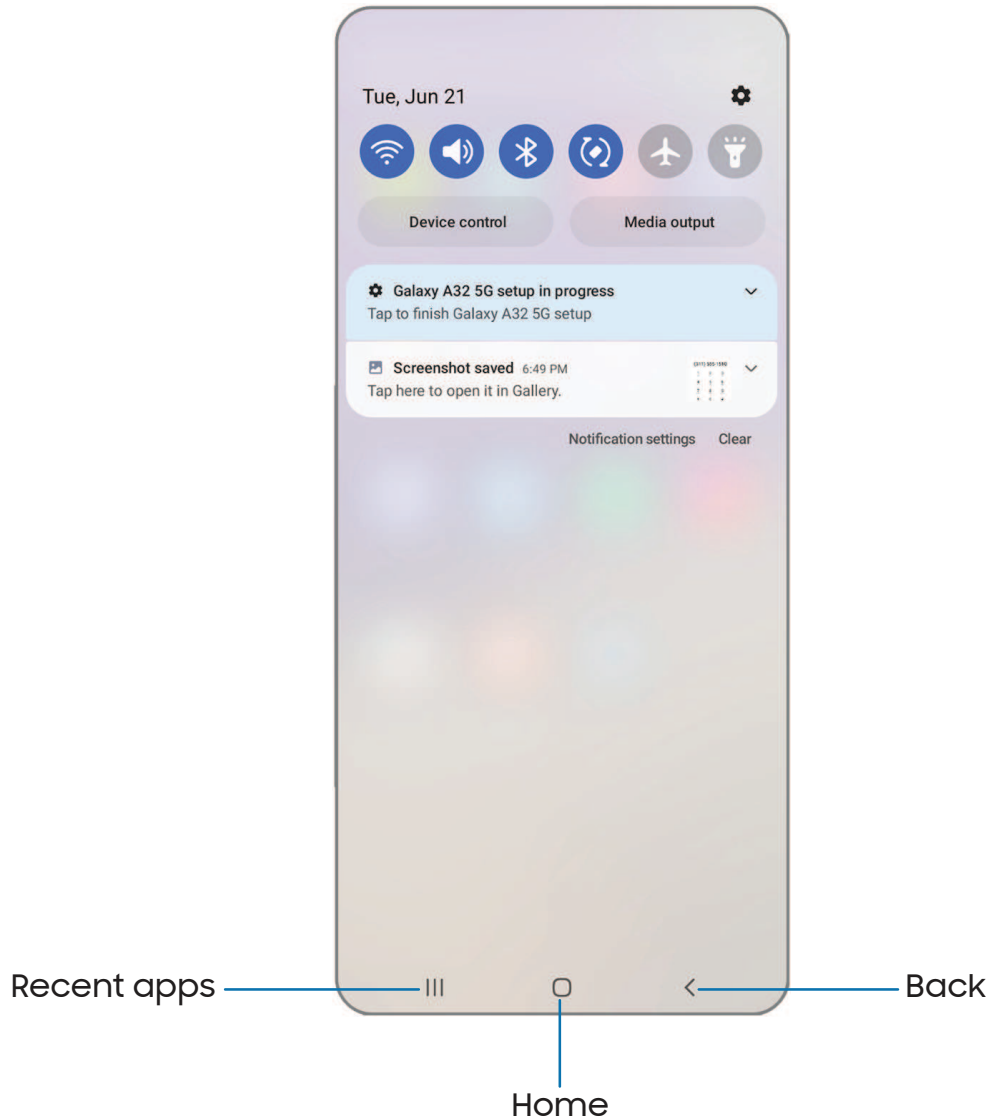 Tue, Jun 21
Device control
Media output
Galaxy A32 5G setup in progress
Tap to finish Galaxy A32 5G setup
Screenshot saved 6:49 PM
Tap here to open it in Gallery.
Notification settings Clear
Recent apps
Back
Home